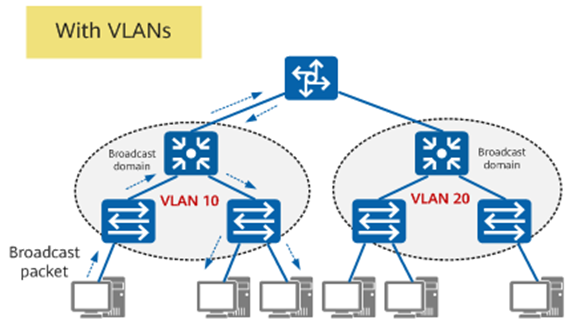 With VLANs
Broadcast
domain
VLAN 10
Broadcast
domain
VLAN 20
Broadcast
packet